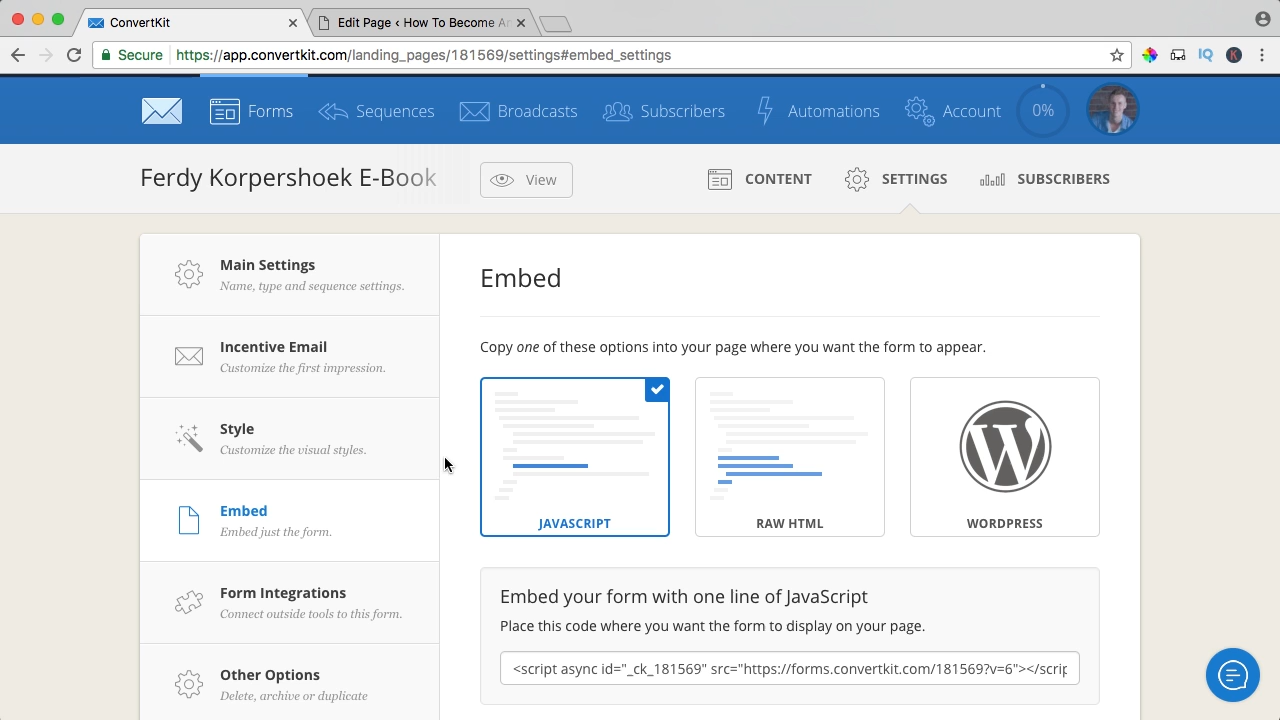 ConvertKit
Edit Page ‹ How To Become An
Secure
https://app.convertkit.com/landing_pages/181569/settings#embed_settings
Forms
Sequences
Broadcasts
Subscribers
Automations
Account
0%
Ferdy Korpershoek E-Book
View
CONTENT
SETTINGS
SUBSCRIBERS
Main Settings
Name, type and sequence settings.
Incentive Email
Customize the first impression.
Style
Customize the visual styles.
Embed
Embed just the form.
Form Integrations
Connect outside tools to this form.
Other Options
Delete, archive or duplicate
Embed
Copy one of these options into your page where you want the form to appear.
JAVASCRIPT
RAW HTML
WORDPRESS
Embed your form with one line of JavaScript
Place this code where you want the form to display on your page.
<script async id="_ck_181569" src="https://forms.convertkit.com/181569?v=6"></scrip